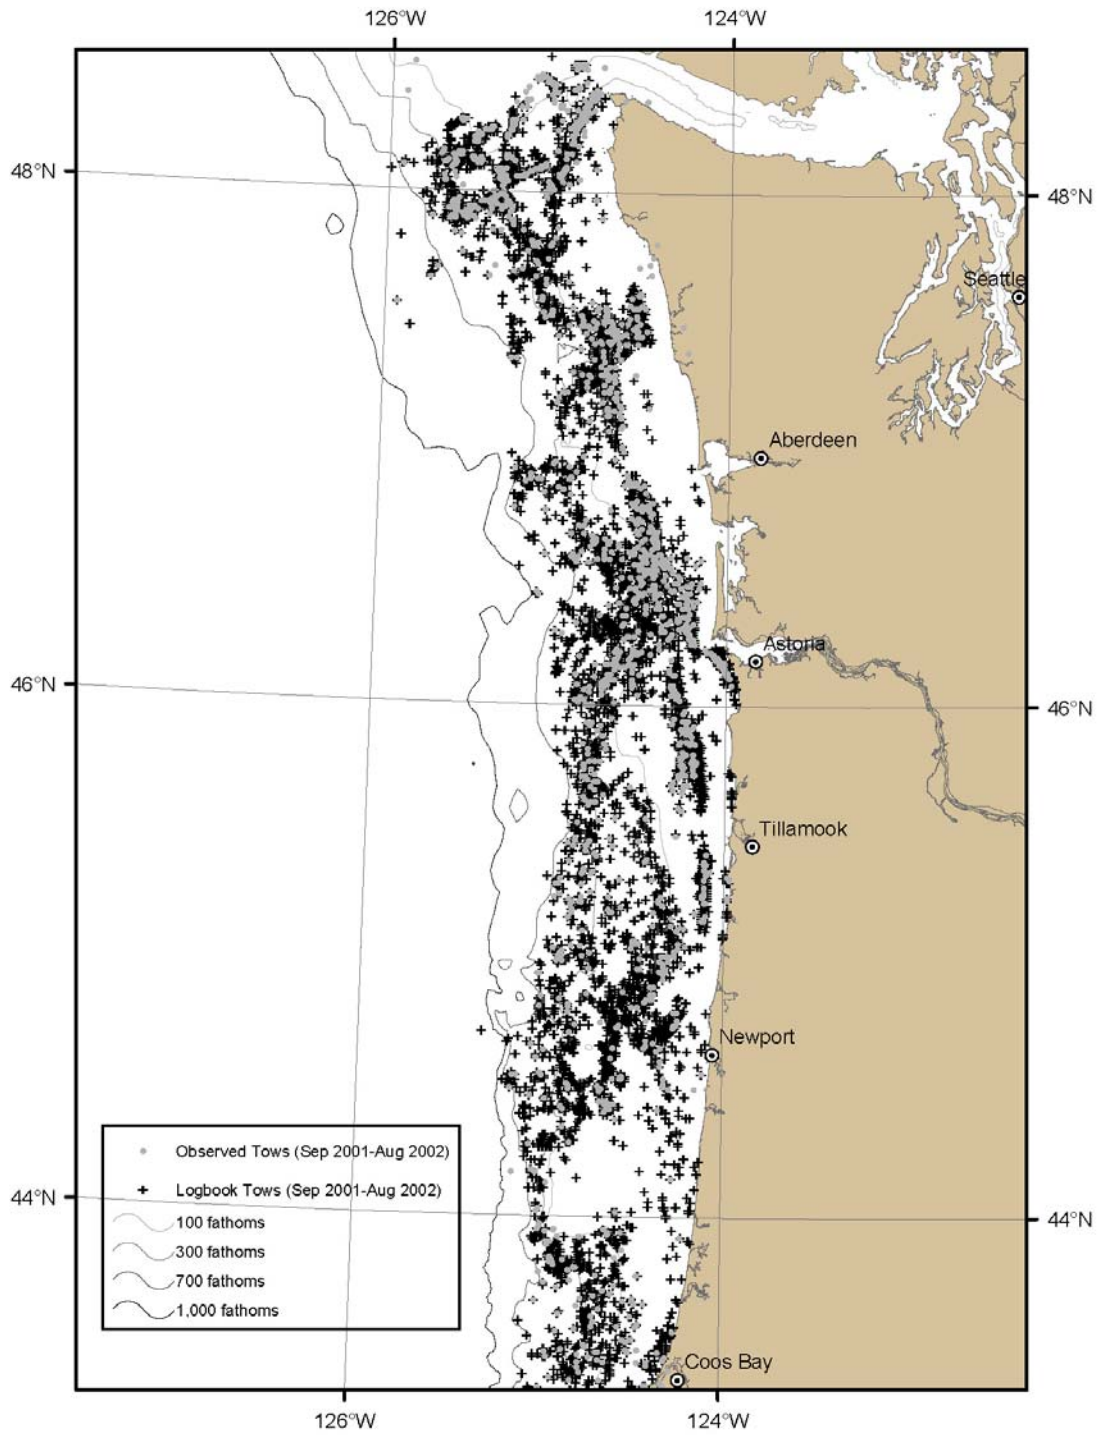 126°W
124°W
48°N
48°N
Seattle
Aberdeen
Astoria
46°N
46°N
Tillamook
Newport
Observed Tows (Sep 2001-Aug 2002)
Logbook Tows (Sep 2001-Aug 2002)
44°N
44°N
100 fathoms
300 fathoms
700 fathoms
1,000 fathoms
Coos Bay
126°W
124°W